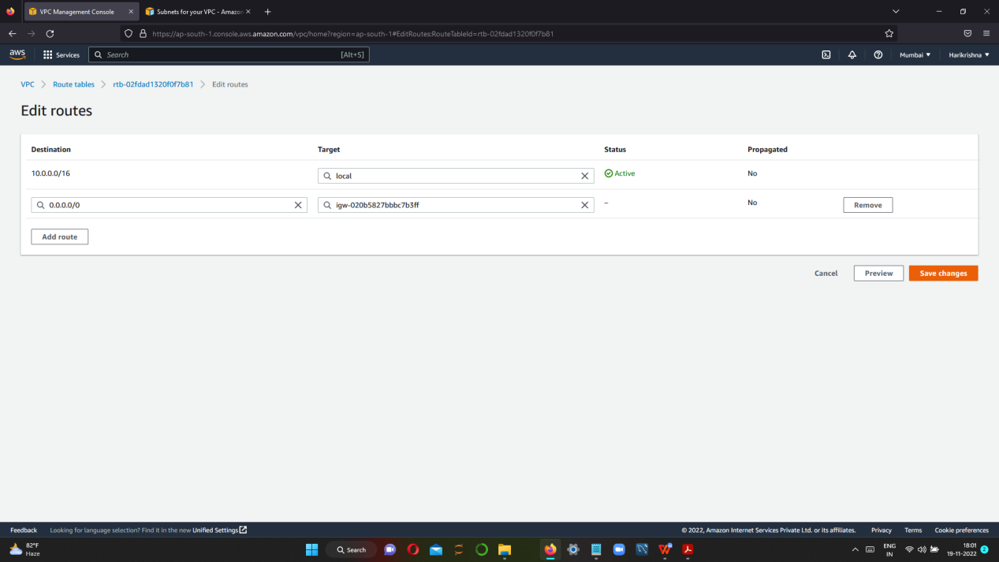 VPC Management Console
Subnets for your VPC - Amazon
https://ap-south-1.console.aws.amazon.com/vpc/home?region=ap-south-1#EditRoutes:RouteTableId=rtb-02fdad1320f0f7b81
aws Services Search [Alt+S] Mumbai Harikrishna
VPC Route tables rtb-02fdad1320f0f7b81 Edit routes
Edit routes
Destination Target Status Propagated
10.0.0.0/16 local Active No
0.0.0.0/0 igw-020b5827bbbc7b3ff – No Remove
Add route
Cancel Preview Save changes
Feedback Looking for language selection? Find it in the new Unified Settings © 2022, Amazon Internet Services Private Ltd. or its affiliates. Privacy Terms Cookie preferences
82°F
Haze
Search
ENG
IN
18:01
19-11-2022
2